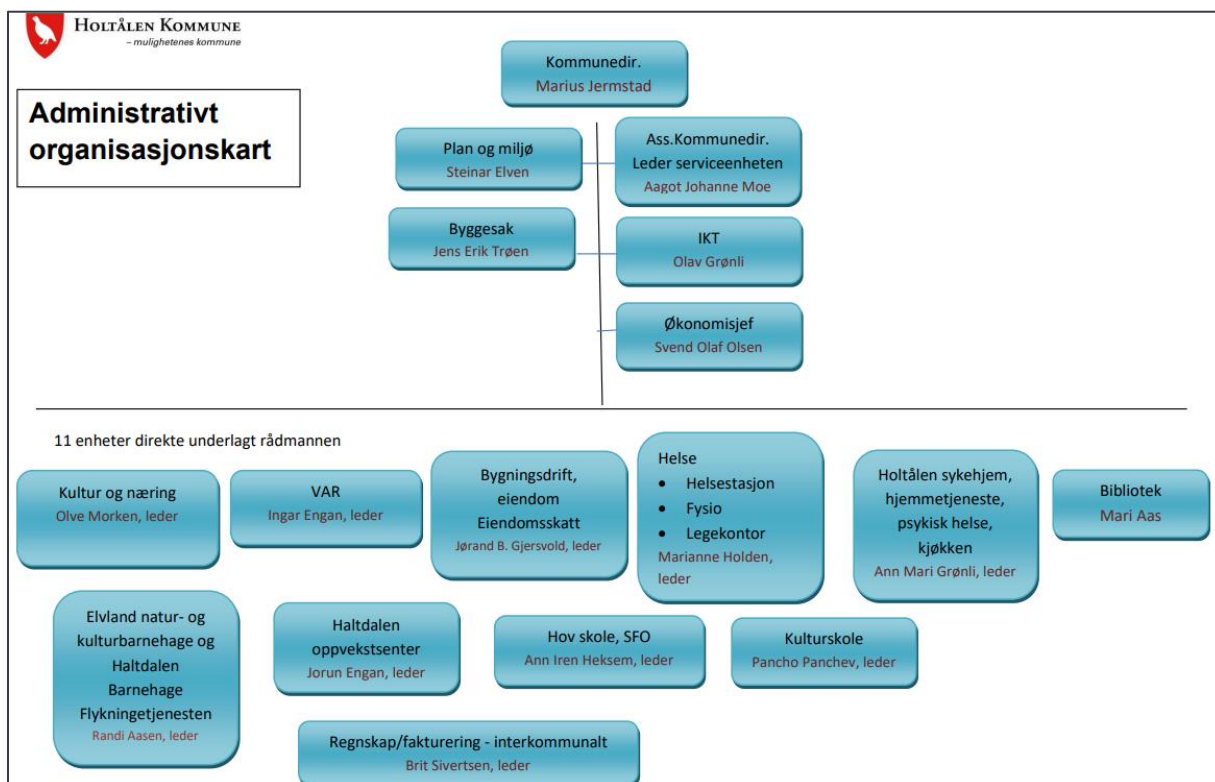 HOLTÅLEN KOMMUNE
– mulighetenes kommune
Administrativt
organisasjonskart
Kommunedir.
Marius Jermstad
Plan og miljø
Steinar Elven
Ass.Kommunedir.
Leder serviceenheten
Aagot Johanne Moe
Byggesak
Jens Erik Trøen
IKT
Olav Grønli
Økonomisjef
Svend Olaf Olsen
11 enheter direkte underlagt rådmannen
Kultur og næring
Olve Morken, leder
VAR
Ingar Engan, leder
Bygningsdrift,
eiendom
Eiendomsskatt
Jørand B. Gjersvold, leder
Helse
• Helsestasjon
• Fysio
• Legekontor
Marianne Holden,
leder
Holtålen sykehjem,
hjemmetjeneste,
psykisk helse,
kjøkken
Ann Mari Grønli, leder
Bibliotek
Mari Aas
Elvland natur- og
kulturbarnehage og
Haltdalen
Barnehage
Flykningetjenesten
Randi Aasen, leder
Haltdalen
oppvekstsenter
Jorun Engan, leder
Hov skole, SFO
Ann Iren Heksem, leder
Kulturskole
Pancho Panchev, leder
Regnskap/fakturering - interkommunalt
Brit Sivertsen, leder